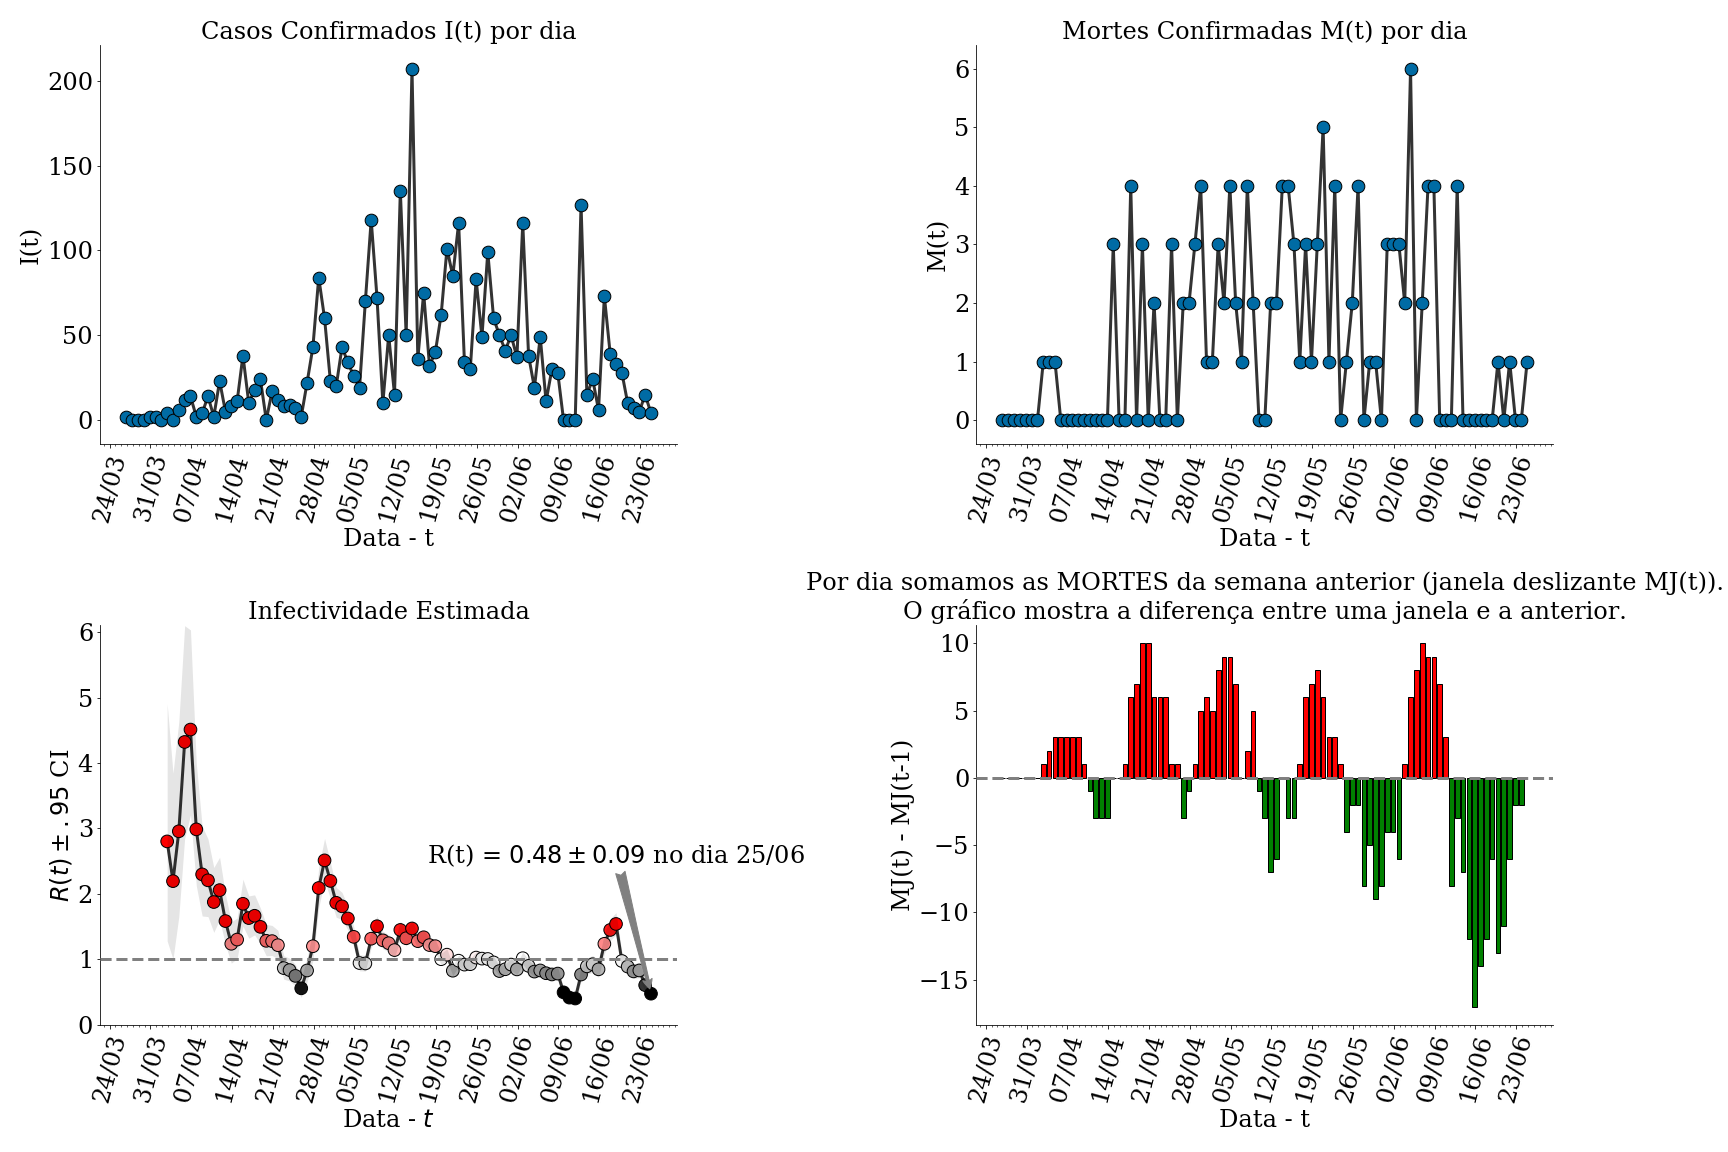 Casos Confirmados I(t) por dia
I(t)
200
150
100
50
0
24/03 31/03 07/04 14/04 21/04 28/04 05/05 12/05 19/05 26/05 02/06 09/06 16/06 23/06
Data - t
Mortes Confirmadas M(t) por dia
M(t)
6
5
4
3
2
1
0
24/03 31/03 07/04 14/04 21/04 28/04 05/05 12/05 19/05 26/05 02/06 09/06 16/06 23/06
Data - t
Infectividade Estimada
R(t) ± .95 CI
6
5
4
3
2
1
0
R(t) = 0.48 ± 0.09 no dia 25/06
24/03 31/03 07/04 14/04 21/04 28/04 05/05 12/05 19/05 26/05 02/06 09/06 16/06 23/06
Data - t
Por dia somamos as MORTES da semana anterior (janela deslizante MJ(t)).
O gráfico mostra a diferença entre uma janela e a anterior.
MJ(t) - MJ(t-1)
10
5
0
−5
−10
−15
24/03 31/03 07/04 14/04 21/04 28/04 05/05 12/05 19/05 26/05 02/06 09/06 16/06 23/06
Data - t